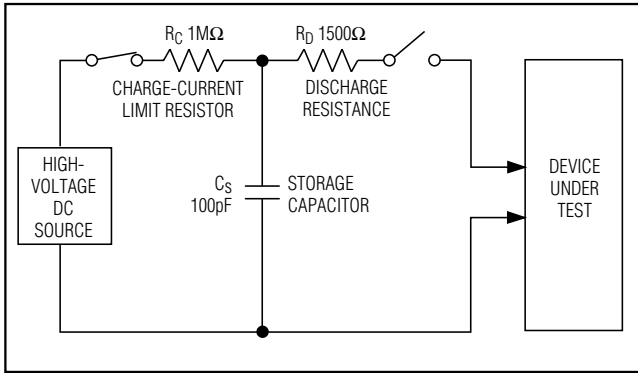 RC 1MΩ
CHARGE-CURRENT
LIMIT RESISTOR
RD 1500Ω
DISCHARGE
RESISTANCE
HIGH-
VOLTAGE
DC
SOURCE
CS
100pF
STORAGE
CAPACITOR
DEVICE
UNDER
TEST